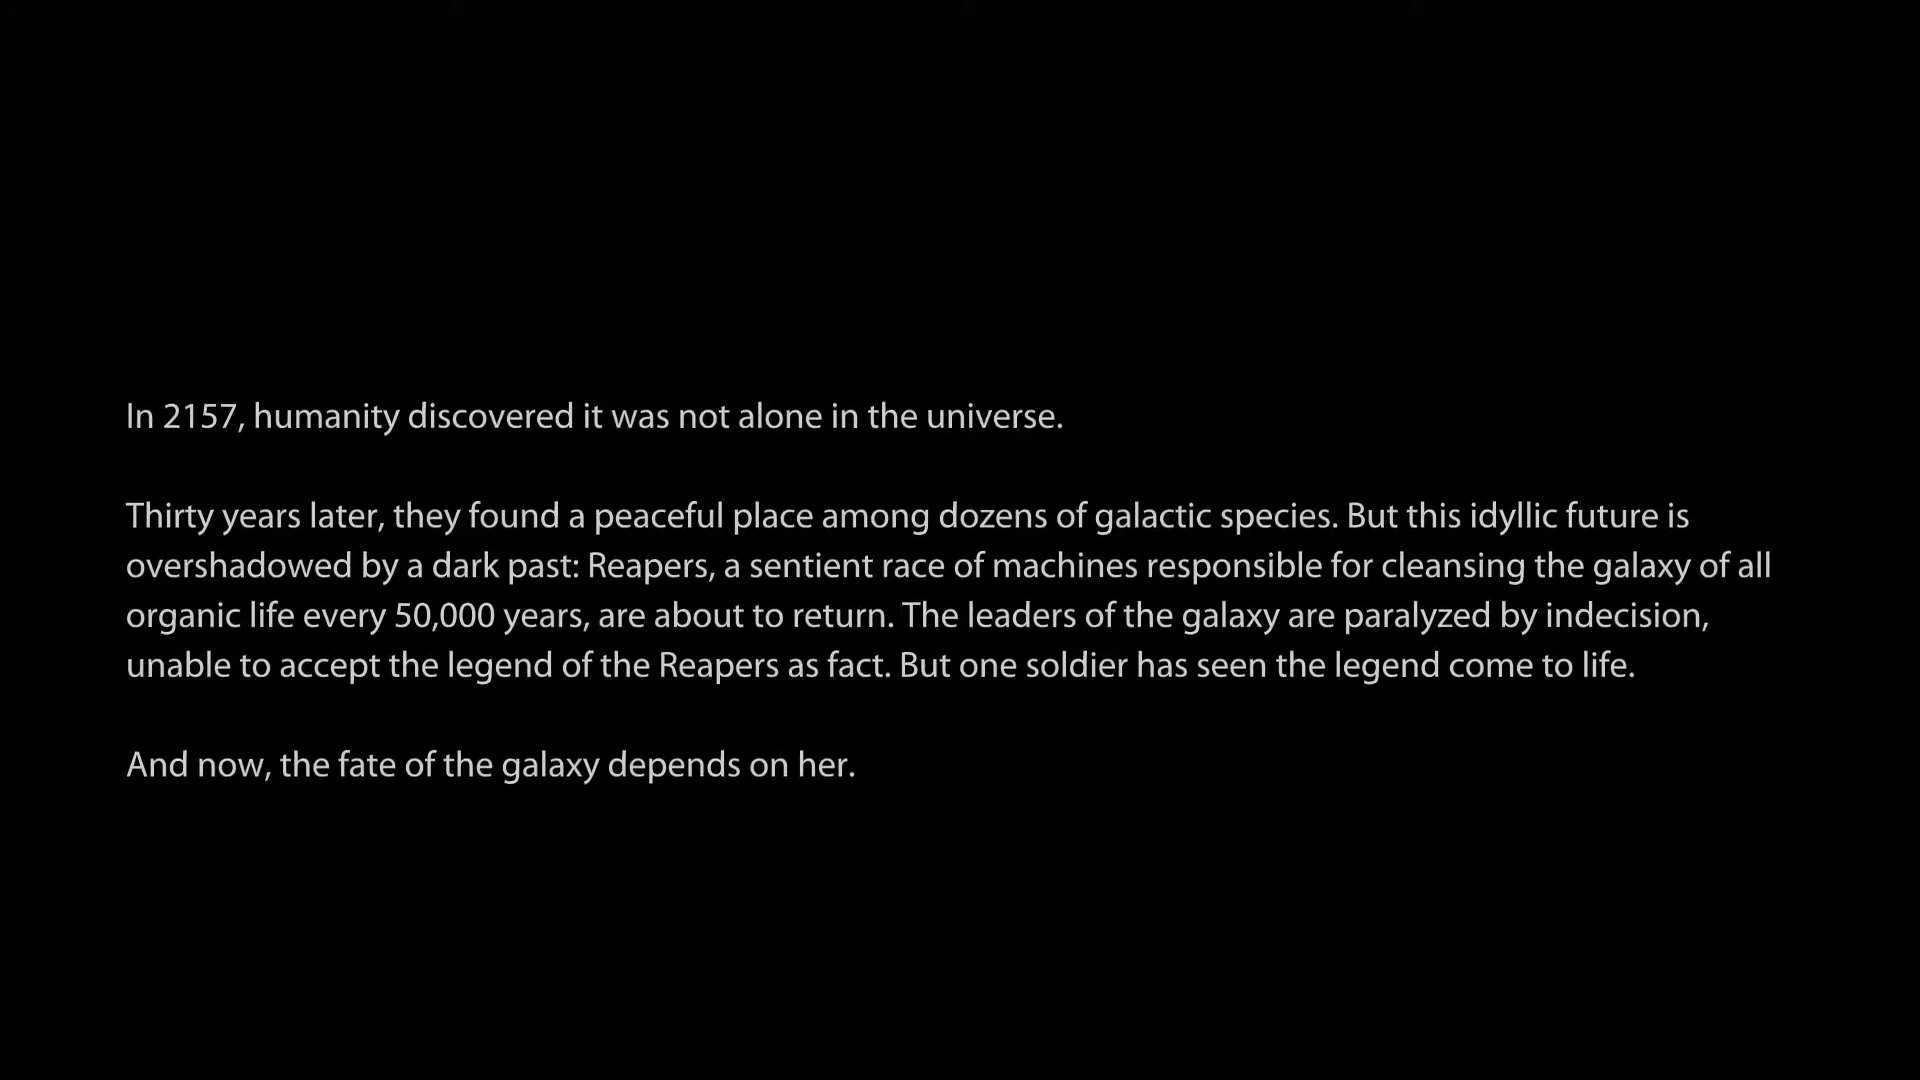 In 2157, humanity discovered it was not alone in the universe.
Thirty years later, they found a peaceful place among dozens of galactic species. But this idyllic future is
overshadowed by a dark past: Reapers, a sentient race of machines responsible for cleansing the galaxy of all
organic life every 50,000 years, are about to return. The leaders of the galaxy are paralyzed by indecision,
unable to accept the legend of the Reapers as fact. But one soldier has seen the legend come to life.
And now, the fate of the galaxy depends on her.